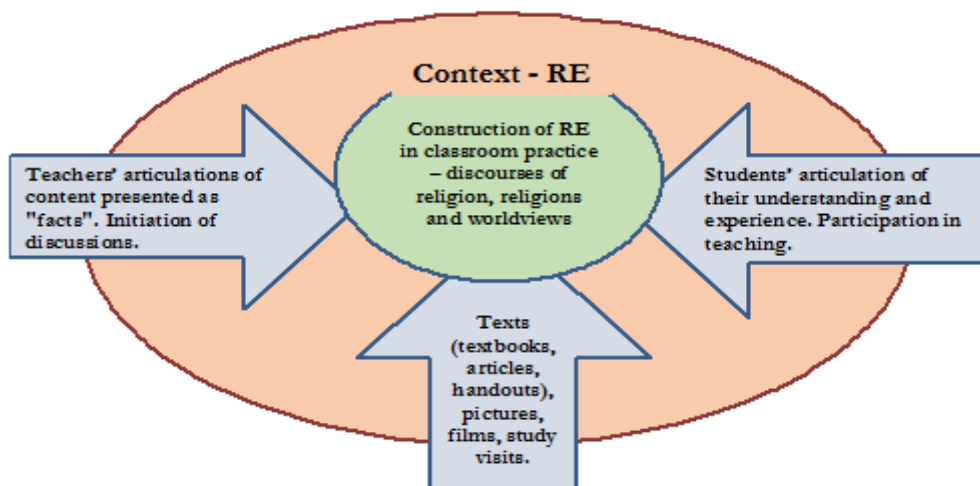 Context - RE
Construction of RE
in classroom practice
– discourses of
religion, religions
and worldviews
Teachers' articulations of
content presented as
"facts". Initiation of
discussions.
Students' articulation of
their understanding and
experience. Participation in
teaching.
Texts
(textbooks,
articles,
handouts),
pictures,
films, study
visits.